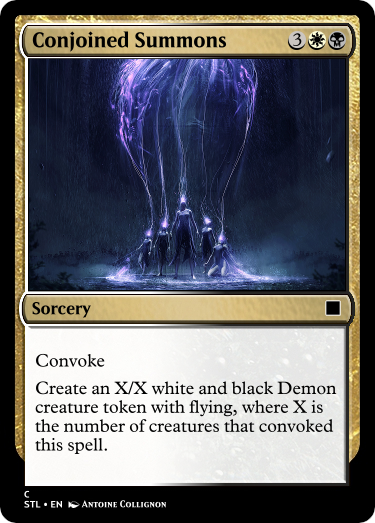 Conjoined Summons 3
Sorcery
Convoke
Create an X/X white and black Demon
creature token with flying, where X is
the number of creatures that convoked
this spell.
C
STL • EN Antoine Collignon